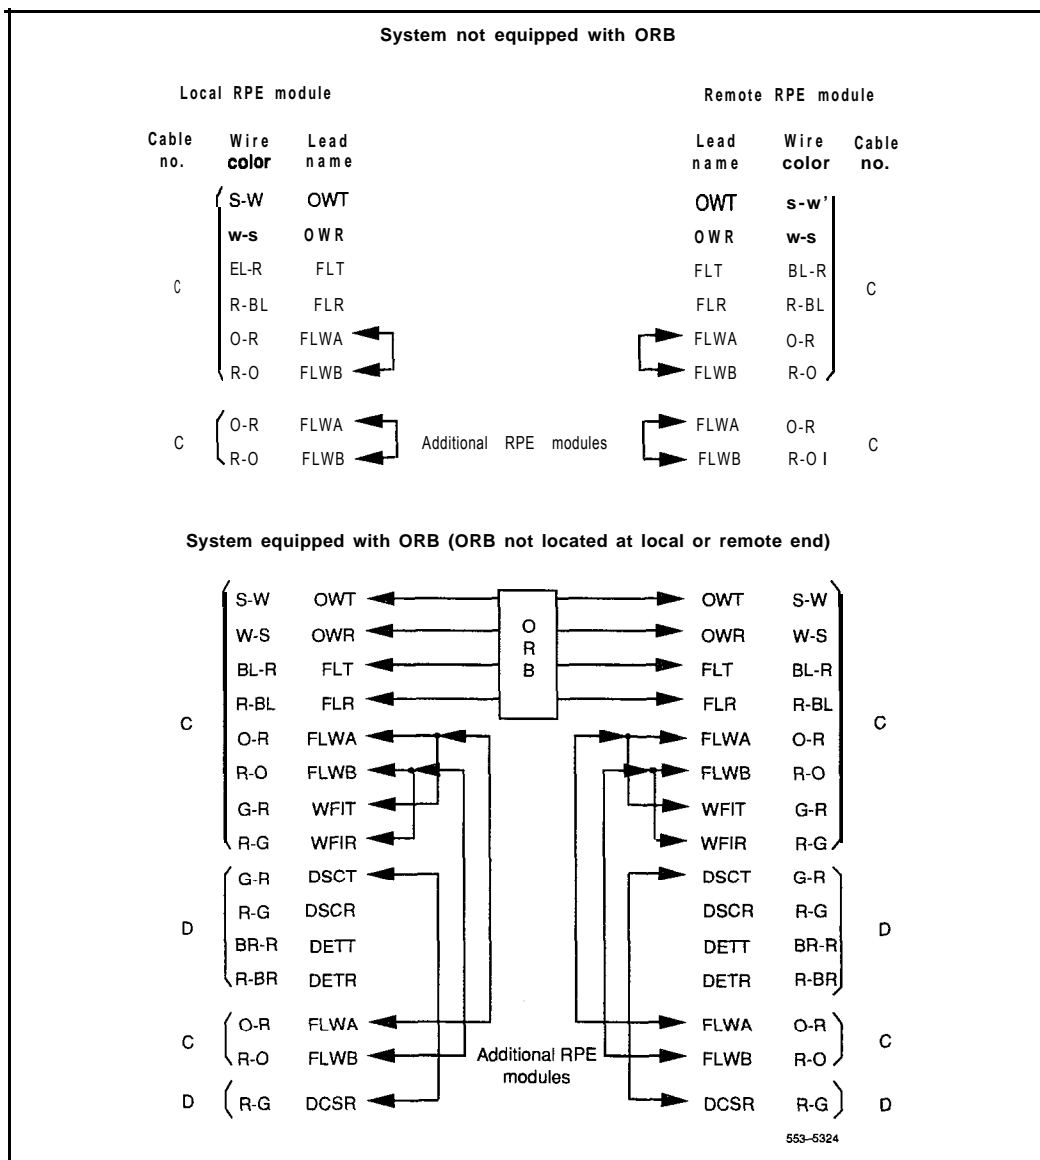 System not equipped with ORB
Local RPE module Remote RPE module
Cable Wire Lead Lead Wire Cable
no. color name name color no.
S-W OWT OWT s-w'
w-s OWR OWR w-s
EL-R FLT FLT BL-R
C C
R-BL FLR FLR R-BL
O-R FLWA FLWA O-R
R-O FLWB FLWB R-O
O-R FLWA FLWA O-R
C Additional RPE modules C
R-O FLWB FLWB R-O I
System equipped with ORB (ORB not located at local or remote end)
S-W OWT OWT S-W
W-S OWR O OWR W-S
R
BL-R FLT B FLT BL-R
R-BL FLR FLR R-BL
C C
O-R FLWA FLWA O-R
R-O FLWB FLWB R-O
G-R WFIT WFIT G-R
R-G WFIR WFIR R-G
G-R DSCT DSCT G-R
R-G DSCR DSCR R-G
D D
BR-R DETT DETT BR-R
R-BR DETR DETR R-BR
O-R FLWA FLWA O-R
C C
R-O FLWB Additional RPE FLWB R-O
modules
D R-G DCSR DCSR R-G D
553-5324